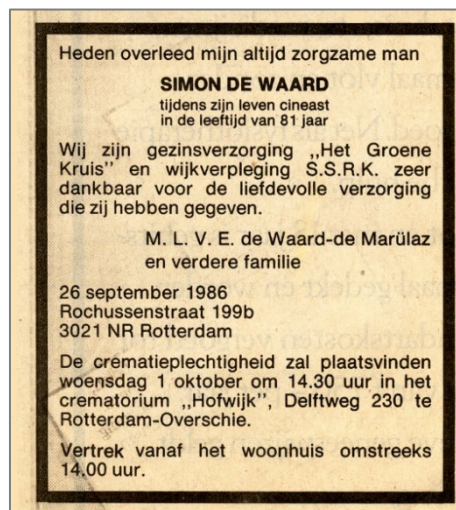 Heden overleed mijn altijd zorgzame man
SIMON DE WAARD
tijdens zijn leven cineast
in de leeftijd van 81 jaar
Wij zijn gezinsverzorging ,,Het Groene
Kruis” en wijkverpleging S.S.R.K. zeer
dankbaar voor de liefdevolle verzorging
die zij hebben gegeven.
M. L. V. E. de Waard-de Marülaz
en verdere familie
26 september 1986
Rochussenstraat 199b
3021 NR Rotterdam
De crematieplechtigheid zal plaatsvinden
woensdag 1 oktober om 14.30 uur in het
crematorium ,,Hofwijk”, Delftweg 230 te
Rotterdam-Overschie.
Vertrek vanaf het woonhuis omstreeks
14.00 uur.